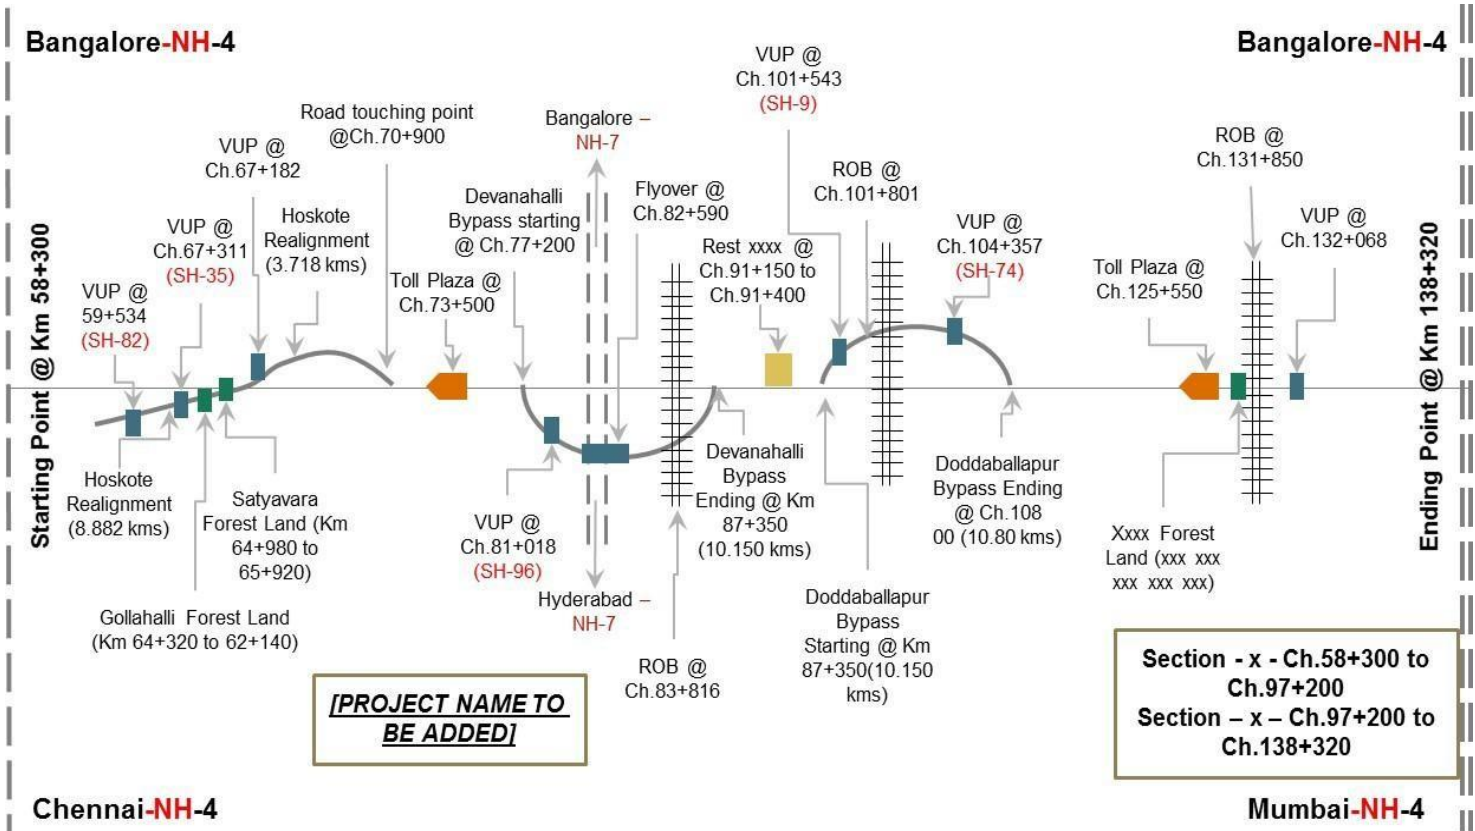 Bangalore-NH-4
Bangalore-NH-4
Starting Point @ Km 58+300
VUP @
59+534
(SH-82)
VUP @
Ch.67+311
(SH-35)
VUP @
Ch.67+182
Hoskote
Realignment
(3.718 kms)
Road touching point
@Ch.70+900
Toll Plaza @
Ch.73+500
Devanahalli
Bypass starting
@ Ch.77+200
Bangalore –
NH-7
Flyover @
Ch.82+590
Rest xxxx @
Ch.91+150 to
Ch.91+400
VUP @
Ch.101+543
(SH-9)
ROB @
Ch.101+801
VUP @
Ch.104+357
(SH-74)
Toll Plaza @
Ch.125+550
ROB @
Ch.131+850
VUP @
Ch.132+068
Ending Point @ Km 138+320
Hoskote
Realignment
(8.882 kms)
Satyavara
Forest Land (Km
64+980 to
65+920)
Gollahalli Forest Land
(Km 64+320 to 62+140)
VUP @
Ch.81+018
(SH-96)
Hyderabad –
NH-7
ROB @
Ch.83+816
Devanahalli
Bypass
Ending @ Km
87+350
(10.150 kms)
Doddaballapur
Bypass
Starting @ Km
87+350(10.150
kms)
Doddaballapur
Bypass Ending
@ Ch.108
00 (10.80 kms)
Xxxx Forest
Land (xxx xxx
xxx xxx xxx)
[PROJECT NAME TO
BE ADDED]
Section - x - Ch.58+300 to
Ch.97+200
Section – x – Ch.97+200 to
Ch.138+320
Chennai-NH-4
Mumbai-NH-4